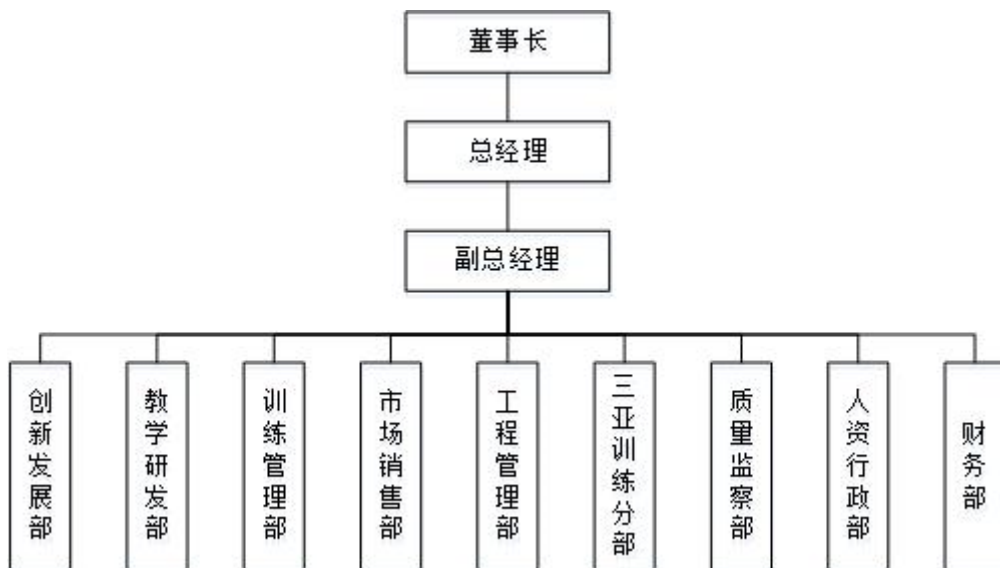 董事长
总经理
副总经理
创新发展部
教学研发部
训练管理部
市场销售部
工程管理部
三亚训练分部
质量监察部
人资行政部
财务部